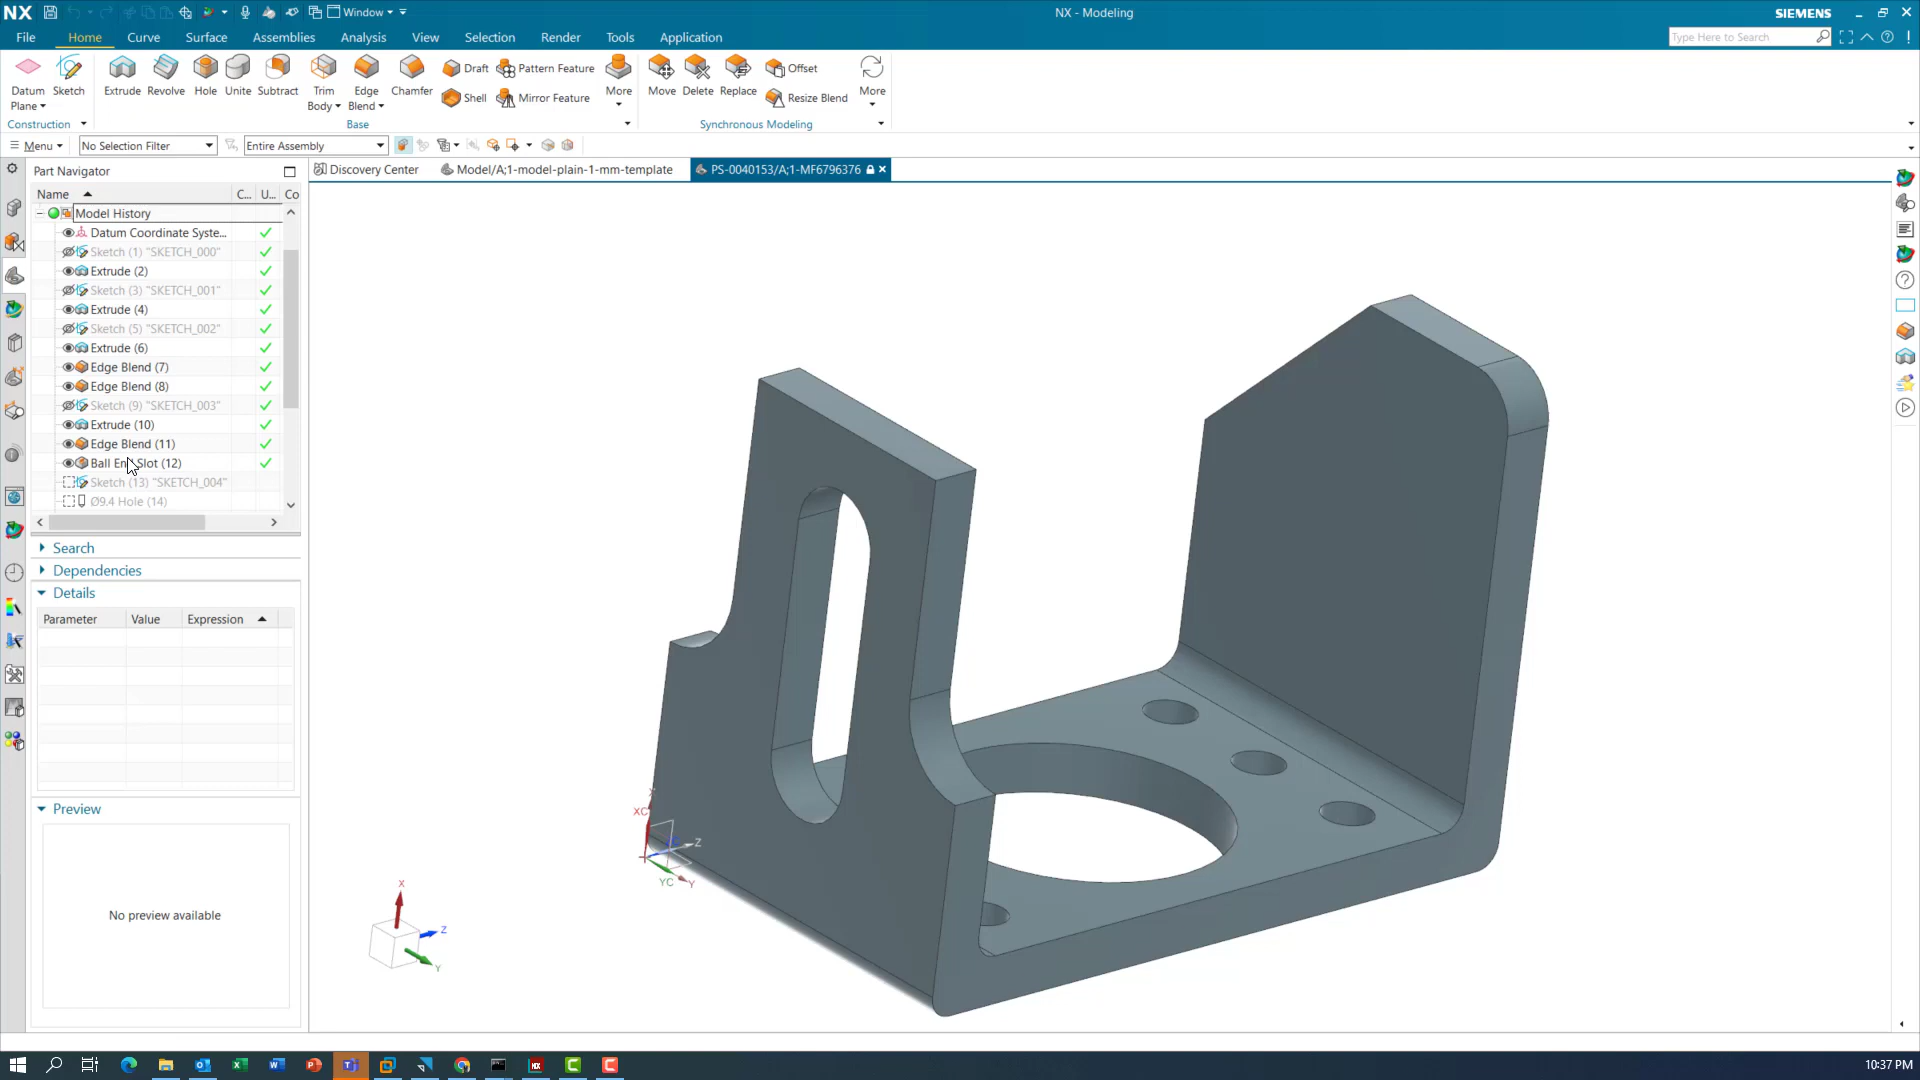 NX
Window
NX - Modeling
SIEMENS
File Home Curve Surface Assemblies Analysis View Selection Render Tools Application
Type Here to Search
Datum Plane
Sketch
Extrude
Revolve
Hole
Unite
Subtract
Trim Body
Edge Blend
Chamfer
Draft
Shell
Pattern Feature
Mirror Feature
More
Move
Delete
Replace
Offset
Resize Blend
More
Construction
Base
Synchronous Modeling
Menu
No Selection Filter
Entire Assembly
Part Navigator
Discovery Center
Model/A;1-model-plain-1-mm-template
PS-0040153/A;1-MF6796376
Name C... U... Co
Model History
Datum Coordinate Syste...
Sketch (1) "SKETCH_000"
Extrude (2)
Sketch (3) "SKETCH_001"
Extrude (4)
Sketch (5) "SKETCH_002"
Extrude (6)
Edge Blend (7)
Edge Blend (8)
Sketch (9) "SKETCH_003"
Extrude (10)
Edge Blend (11)
Ball End Slot (12)
Sketch (13) "SKETCH_004"
Ø9.4 Hole (14)
Search
Dependencies
Details
Parameter Value Expression
Preview
No preview available
XC
Z
YC
Y
X
Z
Y
10:37 PM